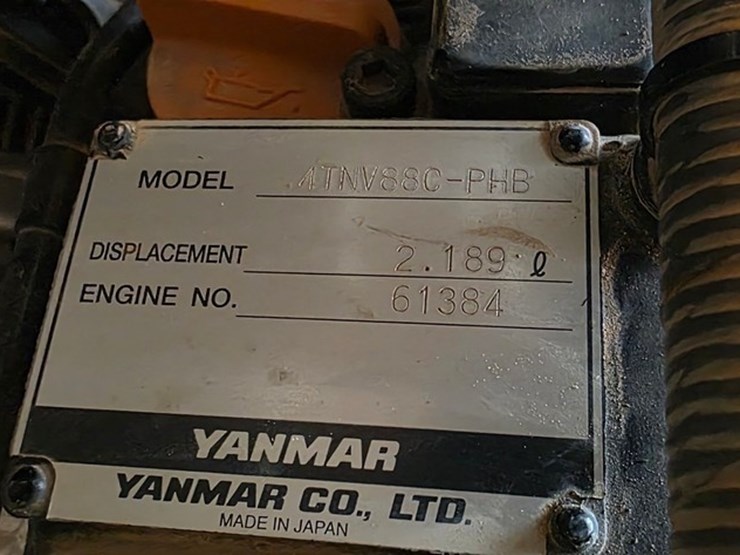 MODEL 4TNV88C-PHB
DISPLACEMENT 2.189 ℓ
ENGINE NO. 61384
YANMAR
YANMAR CO., LTD.
MADE IN JAPAN